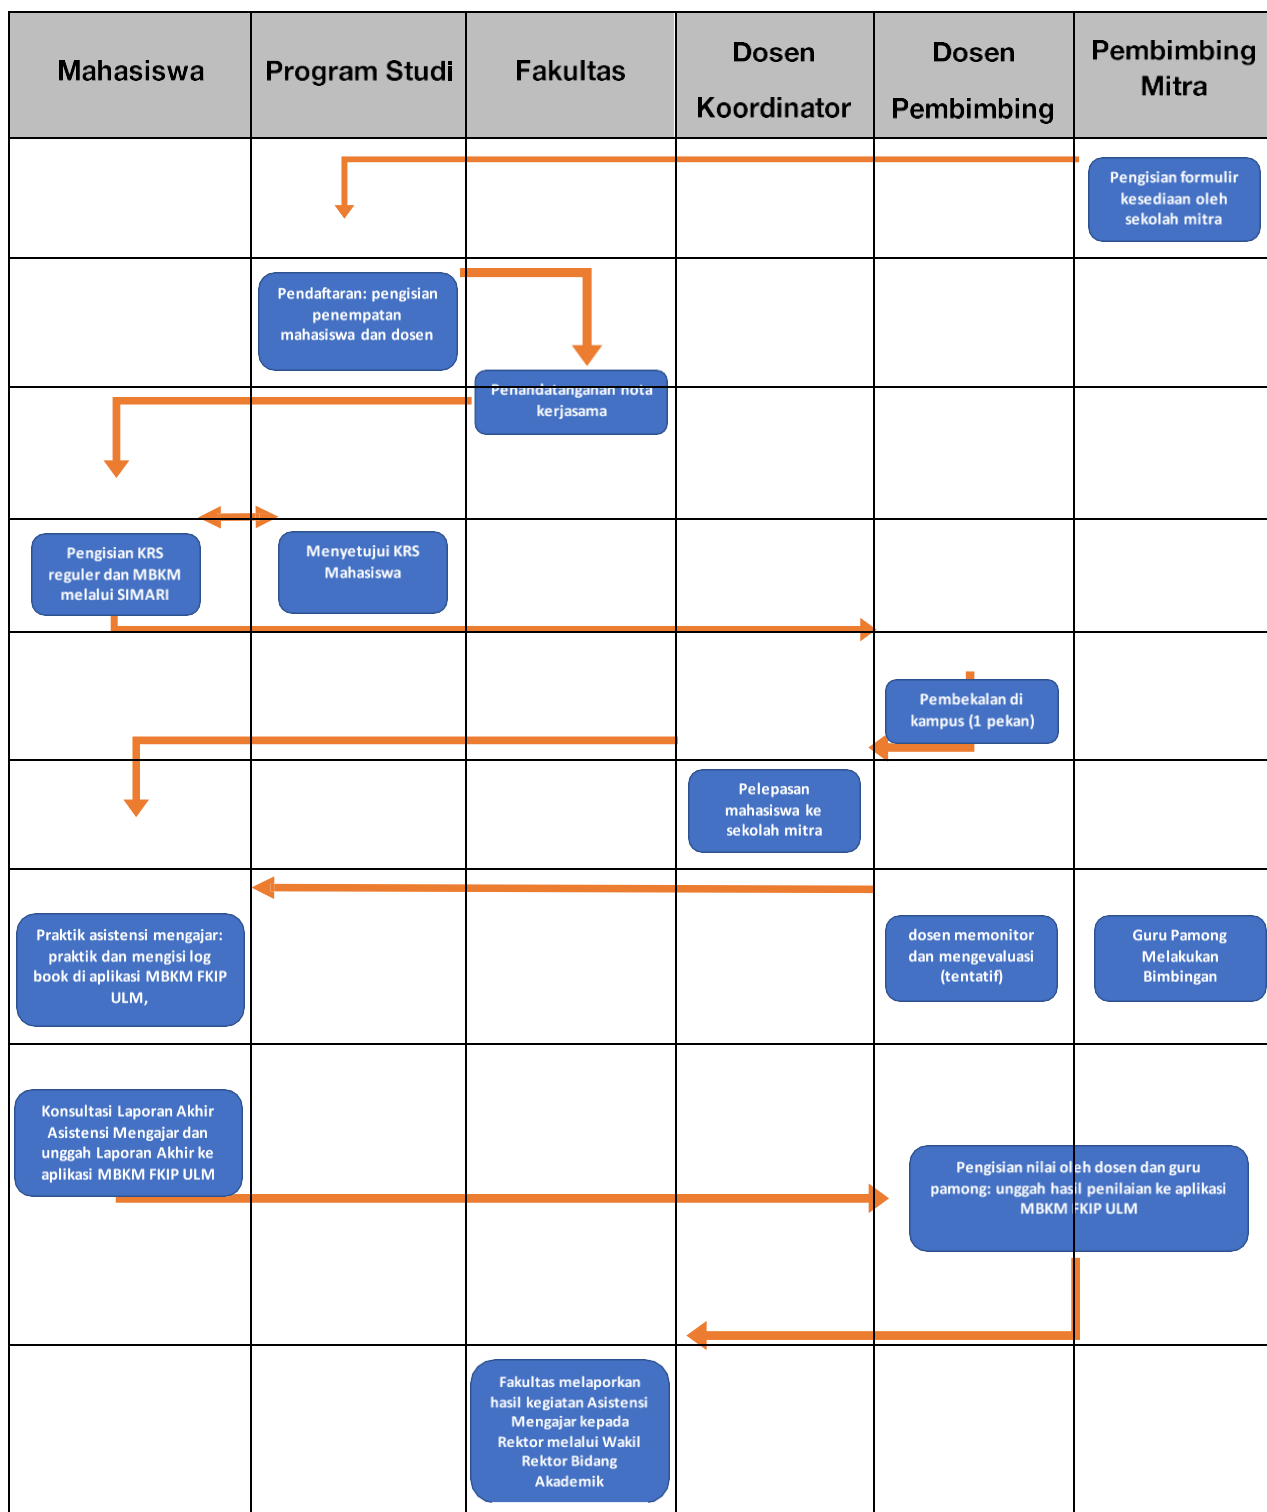 Mahasiswa
Program Studi
Fakultas
Dosen
Koordinator
Dosen
Pembimbing
Pembimbing
Mitra
Pengisian formulir
kesediaan oleh
sekolah mitra
Pendaftaran: pengisian
penempatan
mahasiswa dan dosen
Penandatanganan nota
kerjasama
Pengisian KRS
reguler dan MBKM
melalui SIMARI
Menyetujui KRS
Mahasiswa
Pembekalan di
kampus (1 pekan)
Pelepasan
mahasiswa ke
sekolah mitra
Praktik asistensi mengajar:
praktik dan mengisi log
book di aplikasi MBKM FKIP
ULM,
dosen memonitor
dan mengevaluasi
(tentatif)
Guru Pamong
Melakukan
Bimbingan
Konsultasi Laporan Akhir
Asistensi Mengajar dan
unggah Laporan Akhir ke
aplikasi MBKM FKIP ULM
Pengisian nilai oleh dosen dan guru
pamong: unggah hasil penilaian ke aplikasi
MBKM FKIP ULM
Fakultas melaporkan
hasil kegiatan Asistensi
Mengajar kepada
Rektor melalui Wakil
Rektor Bidang
Akademik